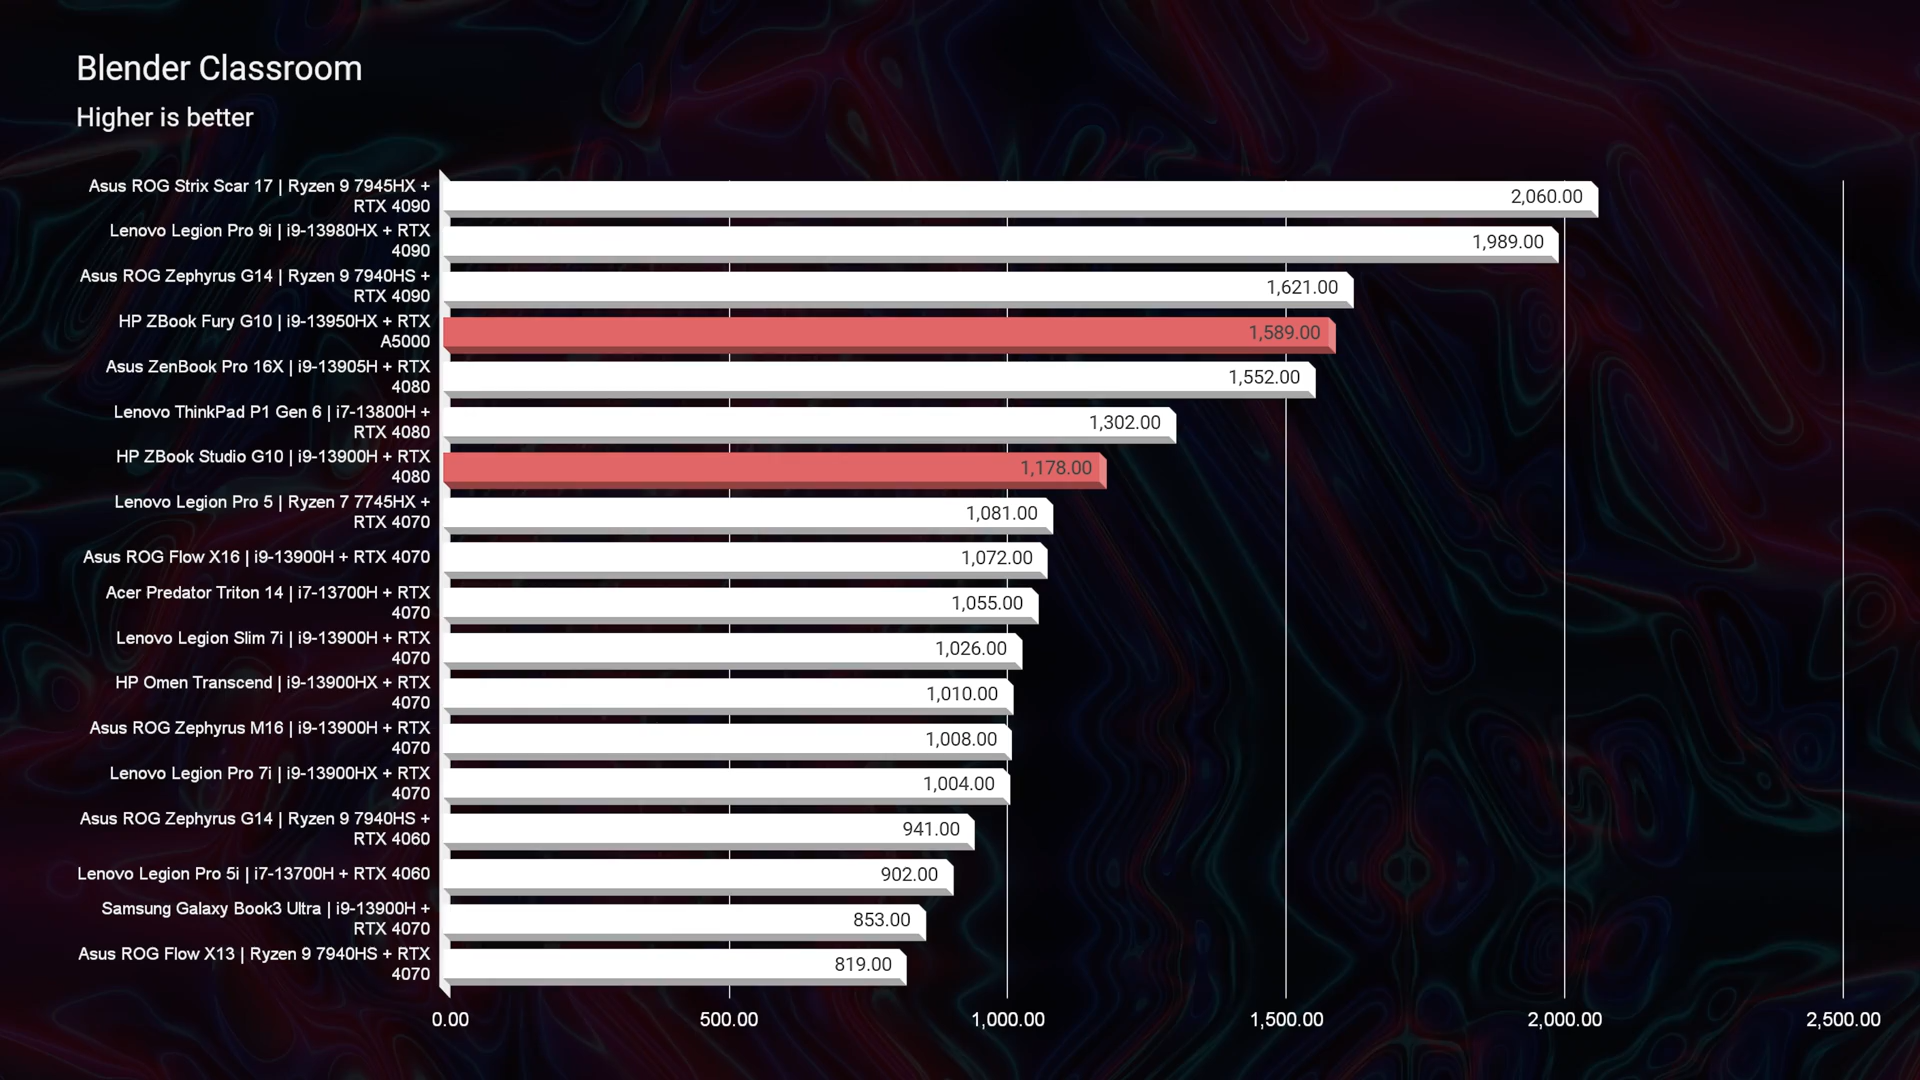 Blender Classroom
Higher is better
Asus ROG Strix Scar 17 | Ryzen 9 7945HX +
RTX 4090
2,060.00
Lenovo Legion Pro 9i | i9-13980HX + RTX
4090
1,989.00
Asus ROG Zephyrus G14 | Ryzen 9 7940HS +
RTX 4090
1,621.00
HP ZBook Fury G10 | i9-13950HX + RTX
A5000
1,589.00
Asus ZenBook Pro 16X | i9-13905H + RTX
4080
1,552.00
Lenovo ThinkPad P1 Gen 6 | i7-13800H +
RTX 4080
1,302.00
HP ZBook Studio G10 | i9-13900H + RTX
4080
1,178.00
Lenovo Legion Pro 5 | Ryzen 7 7745HX +
RTX 4070
1,081.00
Asus ROG Flow X16 | i9-13900H + RTX 4070
1,072.00
Acer Predator Triton 14 | i7-13700H + RTX
4070
1,055.00
Lenovo Legion Slim 7i | i9-13900H + RTX
4070
1,026.00
HP Omen Transcend | i9-13900HX + RTX
4070
1,010.00
Asus ROG Zephyrus M16 | i9-13900H + RTX
4070
1,008.00
Lenovo Legion Pro 7i | i9-13900HX + RTX
4070
1,004.00
Asus ROG Zephyrus G14 | Ryzen 9 7940HS +
RTX 4060
941.00
Lenovo Legion Pro 5i | i7-13700H + RTX 4060
902.00
Samsung Galaxy Book3 Ultra | i9-13900H +
RTX 4070
853.00
Asus ROG Flow X13 | Ryzen 9 7940HS + RTX
4070
819.00
0.00 500.00 1,000.00 1,500.00 2,000.00 2,500.00